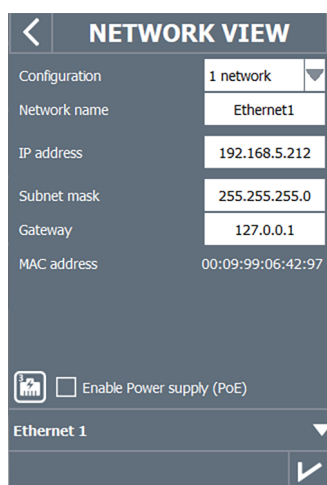 NETWORK VIEW
Configuration 1 network
Network name Ethernet1
IP address 192.168.5.212
Subnet mask 255.255.255.0
Gateway 127.0.0.1
MAC address 00:09:99:06:42:97
3
Enable Power supply (PoE)
Ethernet 1